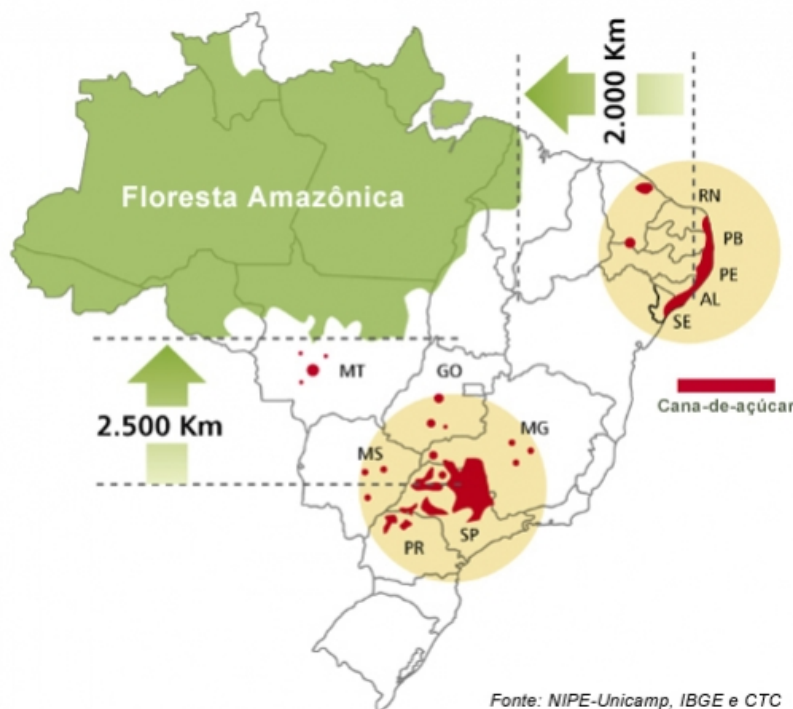 2.000 Km
Floresta Amazônica
RN
PB
PE
AL
SE
MT
GO
Cana-de-açúcar
2.500 Km
MG
MS
SP
PR
Fonte: NIPE-Unicamp, IBGE e CTC